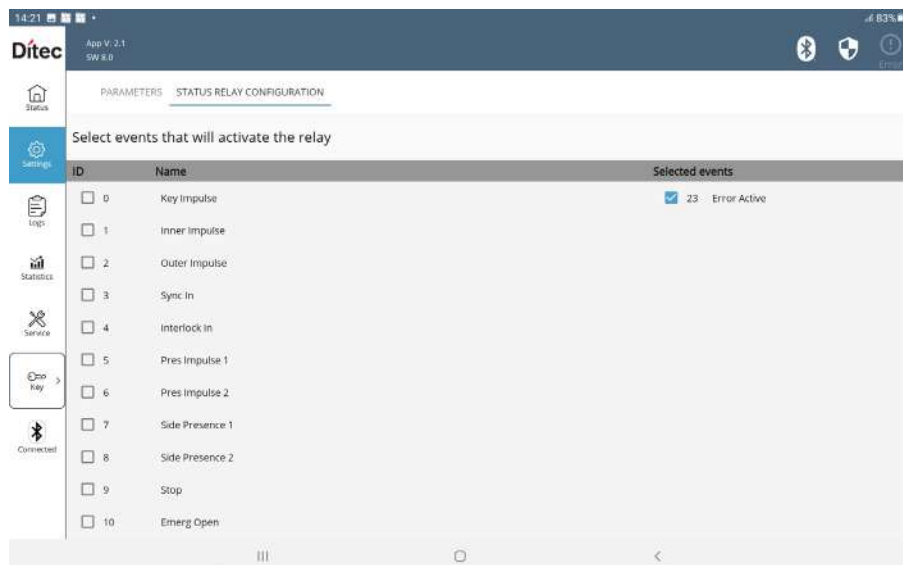 14:21
83%
Ditec
App V: 2.1
SW 8.0
Error
Status
Settings
Logs
Statistics
Service
Key
Connected
PARAMETERS STATUS RELAY CONFIGURATION
Select events that will activate the relay
ID Name Selected events
0 Key Impulse 23 Error Active
1 Inner Impulse
2 Outer Impulse
3 Sync In
4 Interlock In
5 Pres Impulse 1
6 Pres Impulse 2
7 Side Presence 1
8 Side Presence 2
9 Stop
10 Emerg Open